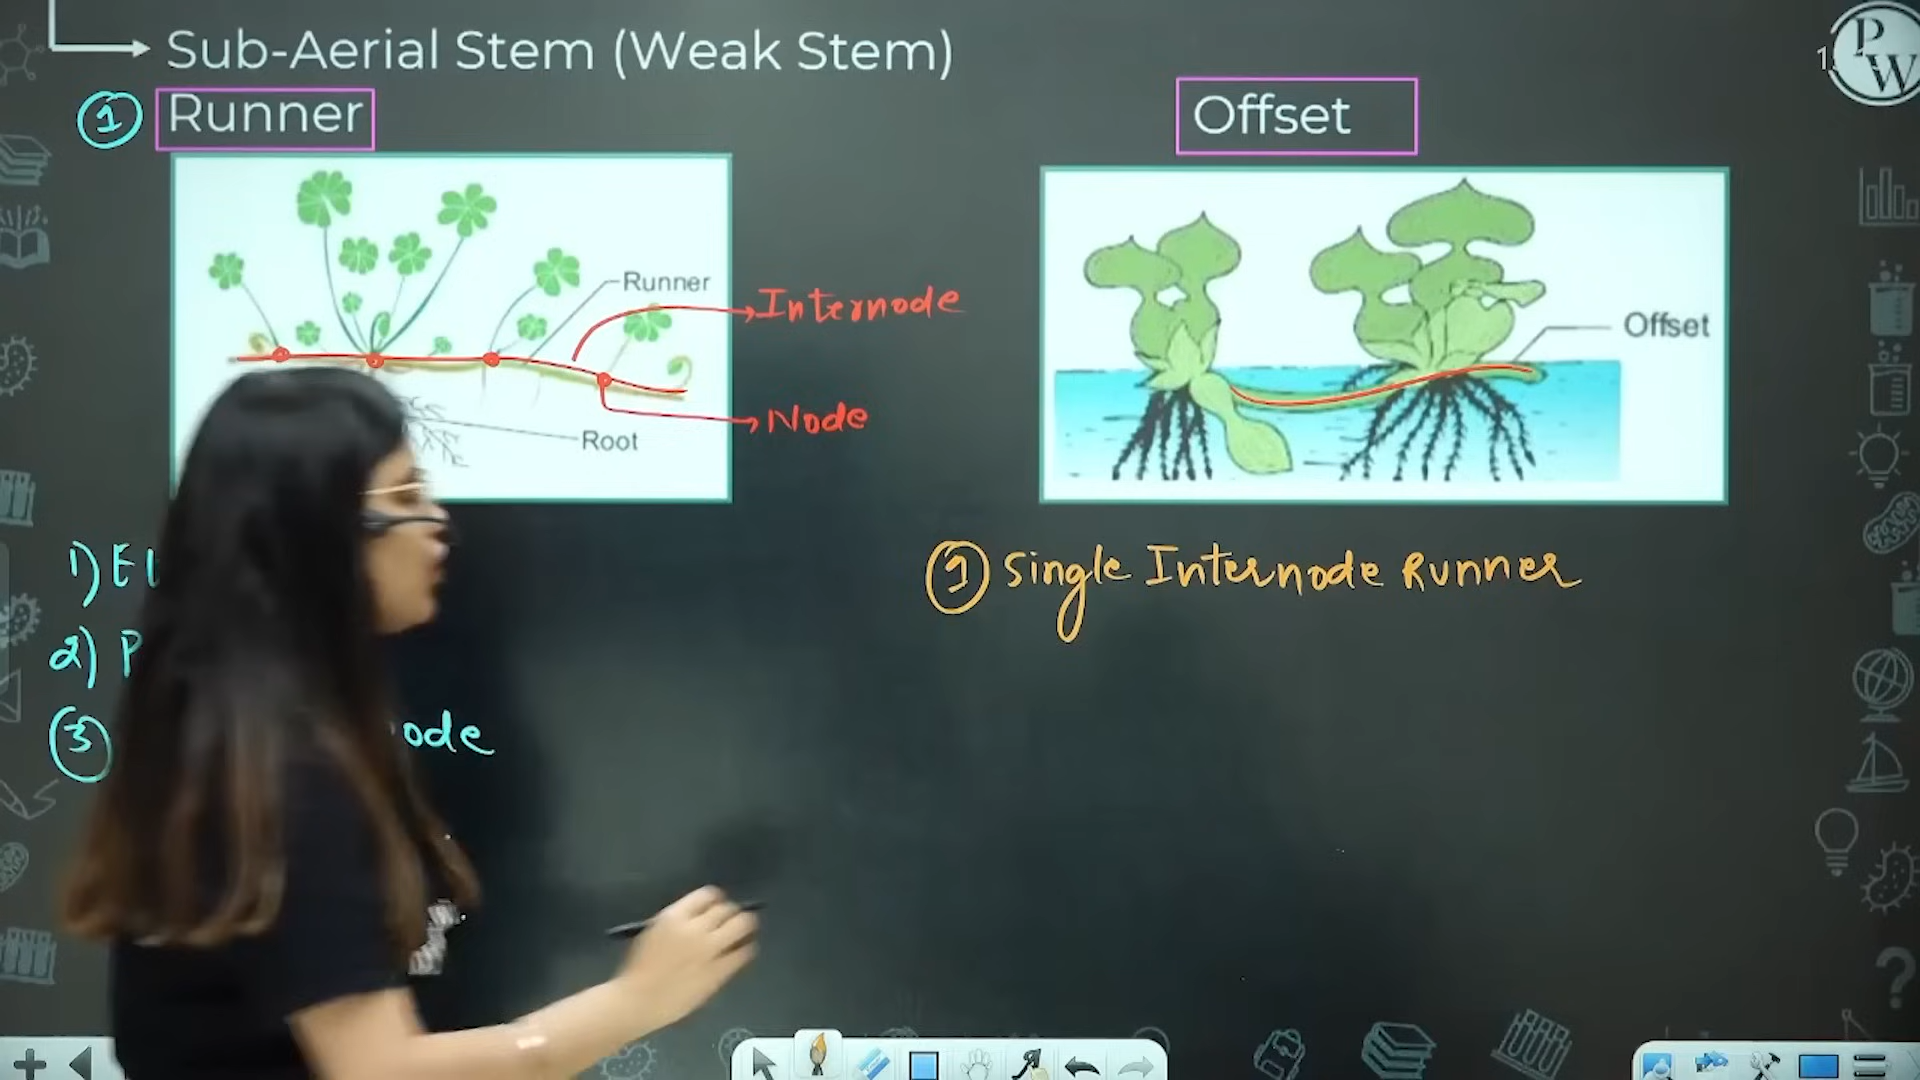 Sub-Aerial Stem (Weak Stem)
1 Runner
Offset
PW
Runner
Internode
Node
Root
Offset
1)
2) P
3 ode
1 Single Internode Runner